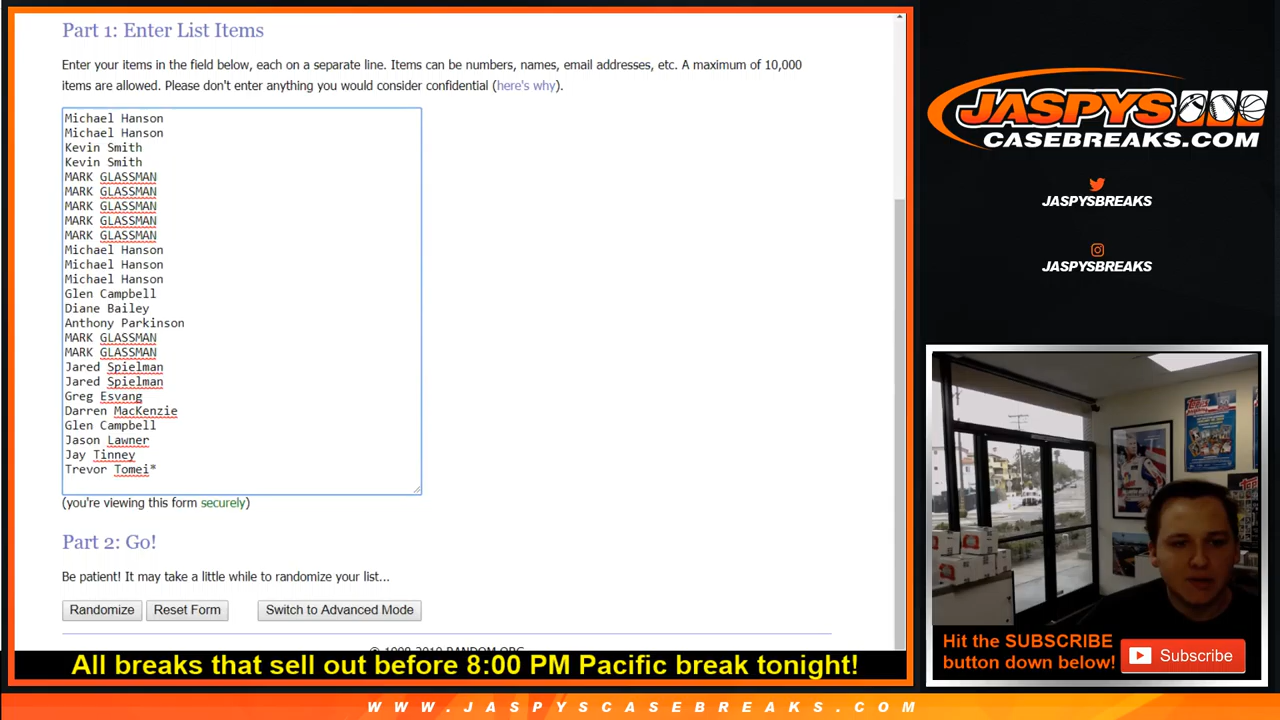 Part 1: Enter List Items
Enter your items in the field below, each on a separate line. Items can be numbers, names, email addresses, etc. A maximum of 10,000
items are allowed. Please don't enter anything you would consider confidential (here's why).
Michael Hanson
Michael Hanson
Kevin Smith
Kevin Smith
MARK GLASSMAN
MARK GLASSMAN
MARK GLASSMAN
MARK GLASSMAN
MARK GLASSMAN
Michael Hanson
Michael Hanson
Michael Hanson
Glen Campbell
Diane Bailey
Anthony Parkinson
MARK GLASSMAN
MARK GLASSMAN
Jared Spielman
Jared Spielman
Greg Esvang
Darren MacKenzie
Glen Campbell
Jason Lawner
Jay Tinney
Trevor Tomei*
(you're viewing this form securely)
Part 2: Go!
Be patient! It may take a little while to randomize your list...
Randomize
Reset Form
Switch to Advanced Mode
All breaks that sell out before 8:00 PM Pacific break tonight!
JASPYS
CASEBREAKS.COM
JASPYSBREAKS
JASPYSBREAKS
Hit the SUBSCRIBE
button down below!
Subscribe
WWW.JASPYSCASEBREAKS.COM